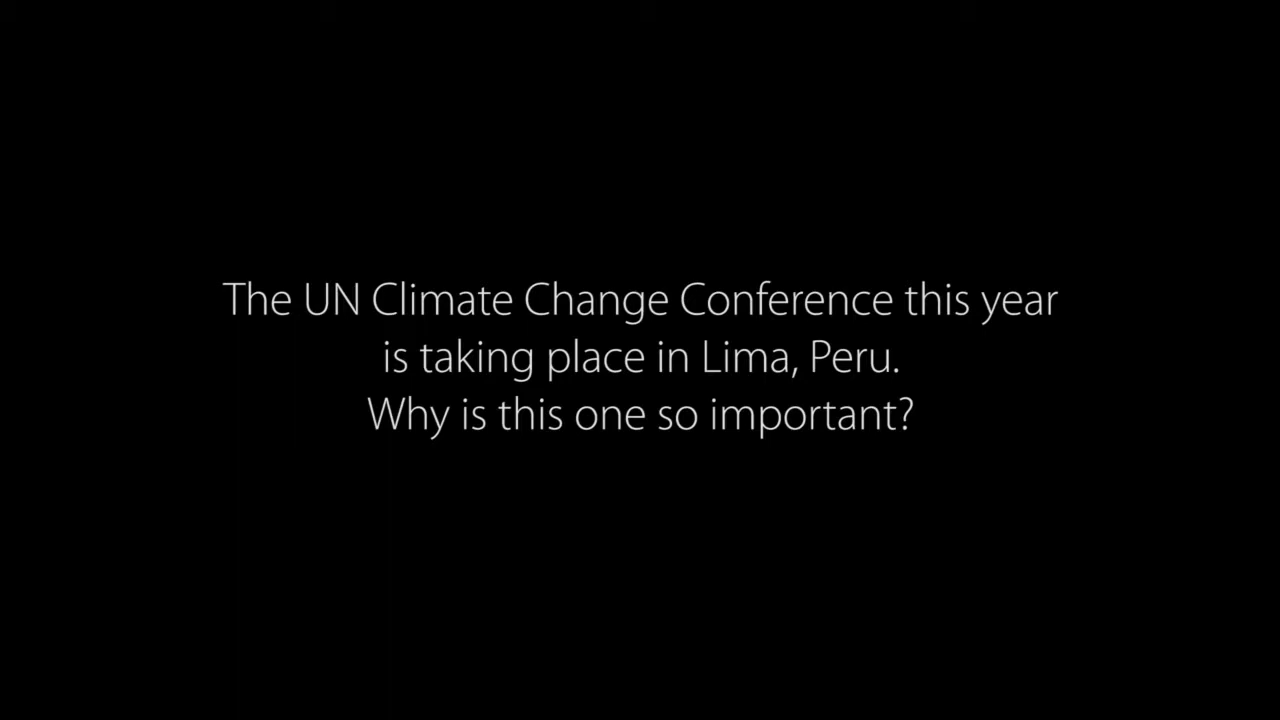 The UN Climate Change Conference this year
is taking place in Lima, Peru.
Why is this one so important?